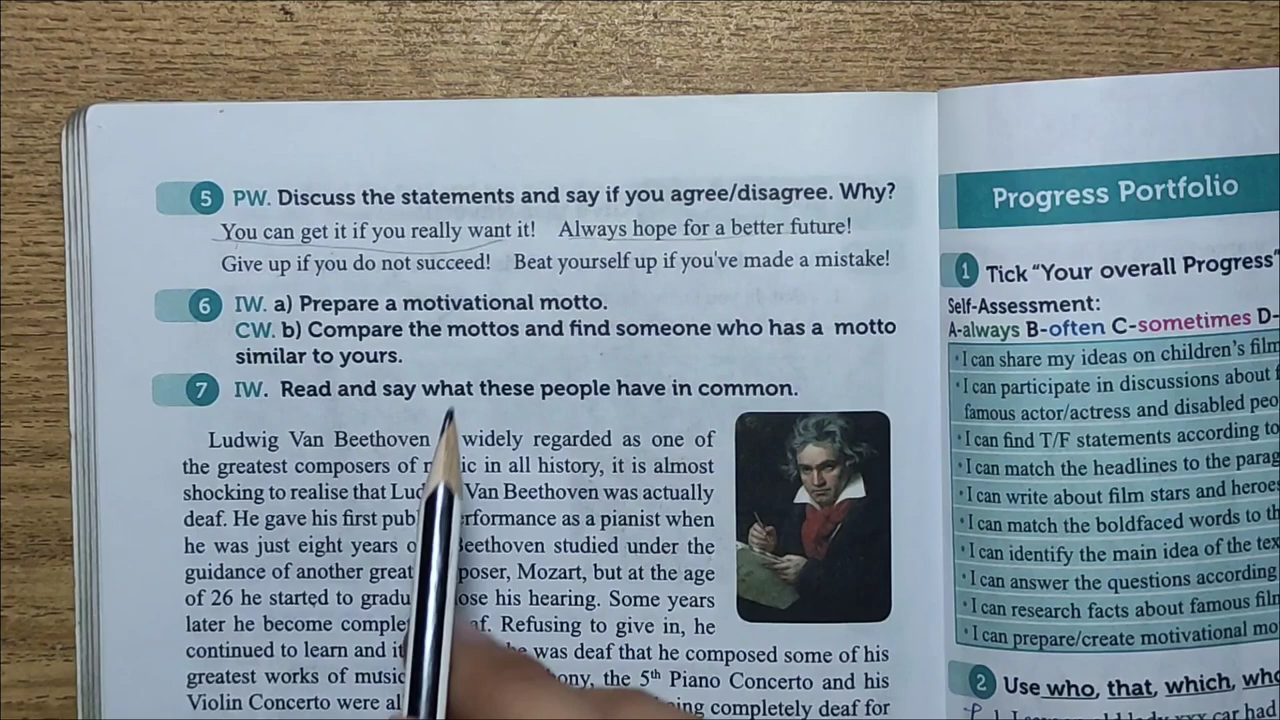 5 PW. Discuss the statements and say if you agree/disagree. Why?
You can get it if you really want it! Always hope for a better future!
Give up if you do not succeed! Beat yourself up if you've made a mistake!
6 IW. a) Prepare a motivational motto.
CW. b) Compare the mottos and find someone who has a motto
similar to yours.
7 IW. Read and say what these people have in common.
Ludwig Van Beethoven widely regarded as one of
the greatest composers of in all history, it is almost
shocking to realise that Van Beethoven was actually
deaf. He gave his first as a pianist when
he was just eight years Beethoven studied under the
guidance of another great Mozart, but at the age
of 26 he started to his hearing. Some years
later he become Refusing to give in, he
continued to learn and was deaf that he composed some of his
greatest works of the 5th Piano Concerto and his
Violin Concerto were completely deaf for
Progress Portfolio
1 Tick "Your overall Progress"
Self-Assessment:
A-always B-often C-sometimes D-
• I can share my ideas on children's
• I can participate in discussions about
famous actor/actress and disabled
• I can find T/F statements according to
• I can match the headlines to the
• I can write about film stars and
• I can match the boldfaced words to
• I can identify the main idea of the
• I can answer the questions according
• I can research facts about famous
• I can prepare/create motivational
2 Use who, that, which,
car had